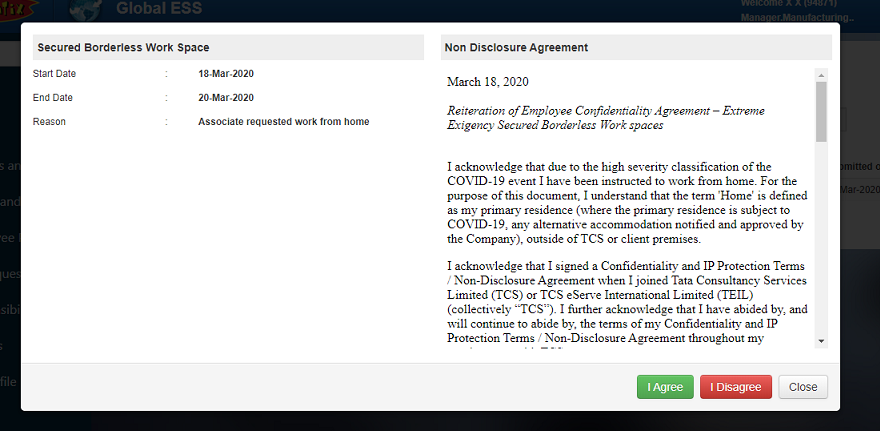 Global ESS
Welcome X X (94871)
Manager.Manufacturing..
Secured Borderless Work Space
Start Date : 18-Mar-2020
End Date : 20-Mar-2020
Reason : Associate requested work from home
Non Disclosure Agreement
March 18, 2020
Reiteration of Employee Confidentiality Agreement – Extreme
Exigency Secured Borderless Work spaces
I acknowledge that due to the high severity classification of the
COVID-19 event I have been instructed to work from home. For the
purpose of this document, I understand that the term 'Home' is defined
as my primary residence (where the primary residence is subject to
COVID-19, any alternative accommodation notified and approved by
the Company), outside of TCS or client premises.
I acknowledge that I signed a Confidentiality and IP Protection Terms
/ Non-Disclosure Agreement when I joined Tata Consultancy Services
Limited (TCS) or TCS eServe International Limited (TEIL)
(collectively “TCS”). I further acknowledge that I have abided by, and
will continue to abide by, the terms of my Confidentiality and IP
Protection Terms / Non-Disclosure Agreement throughout my
I Agree
I Disagree
Close